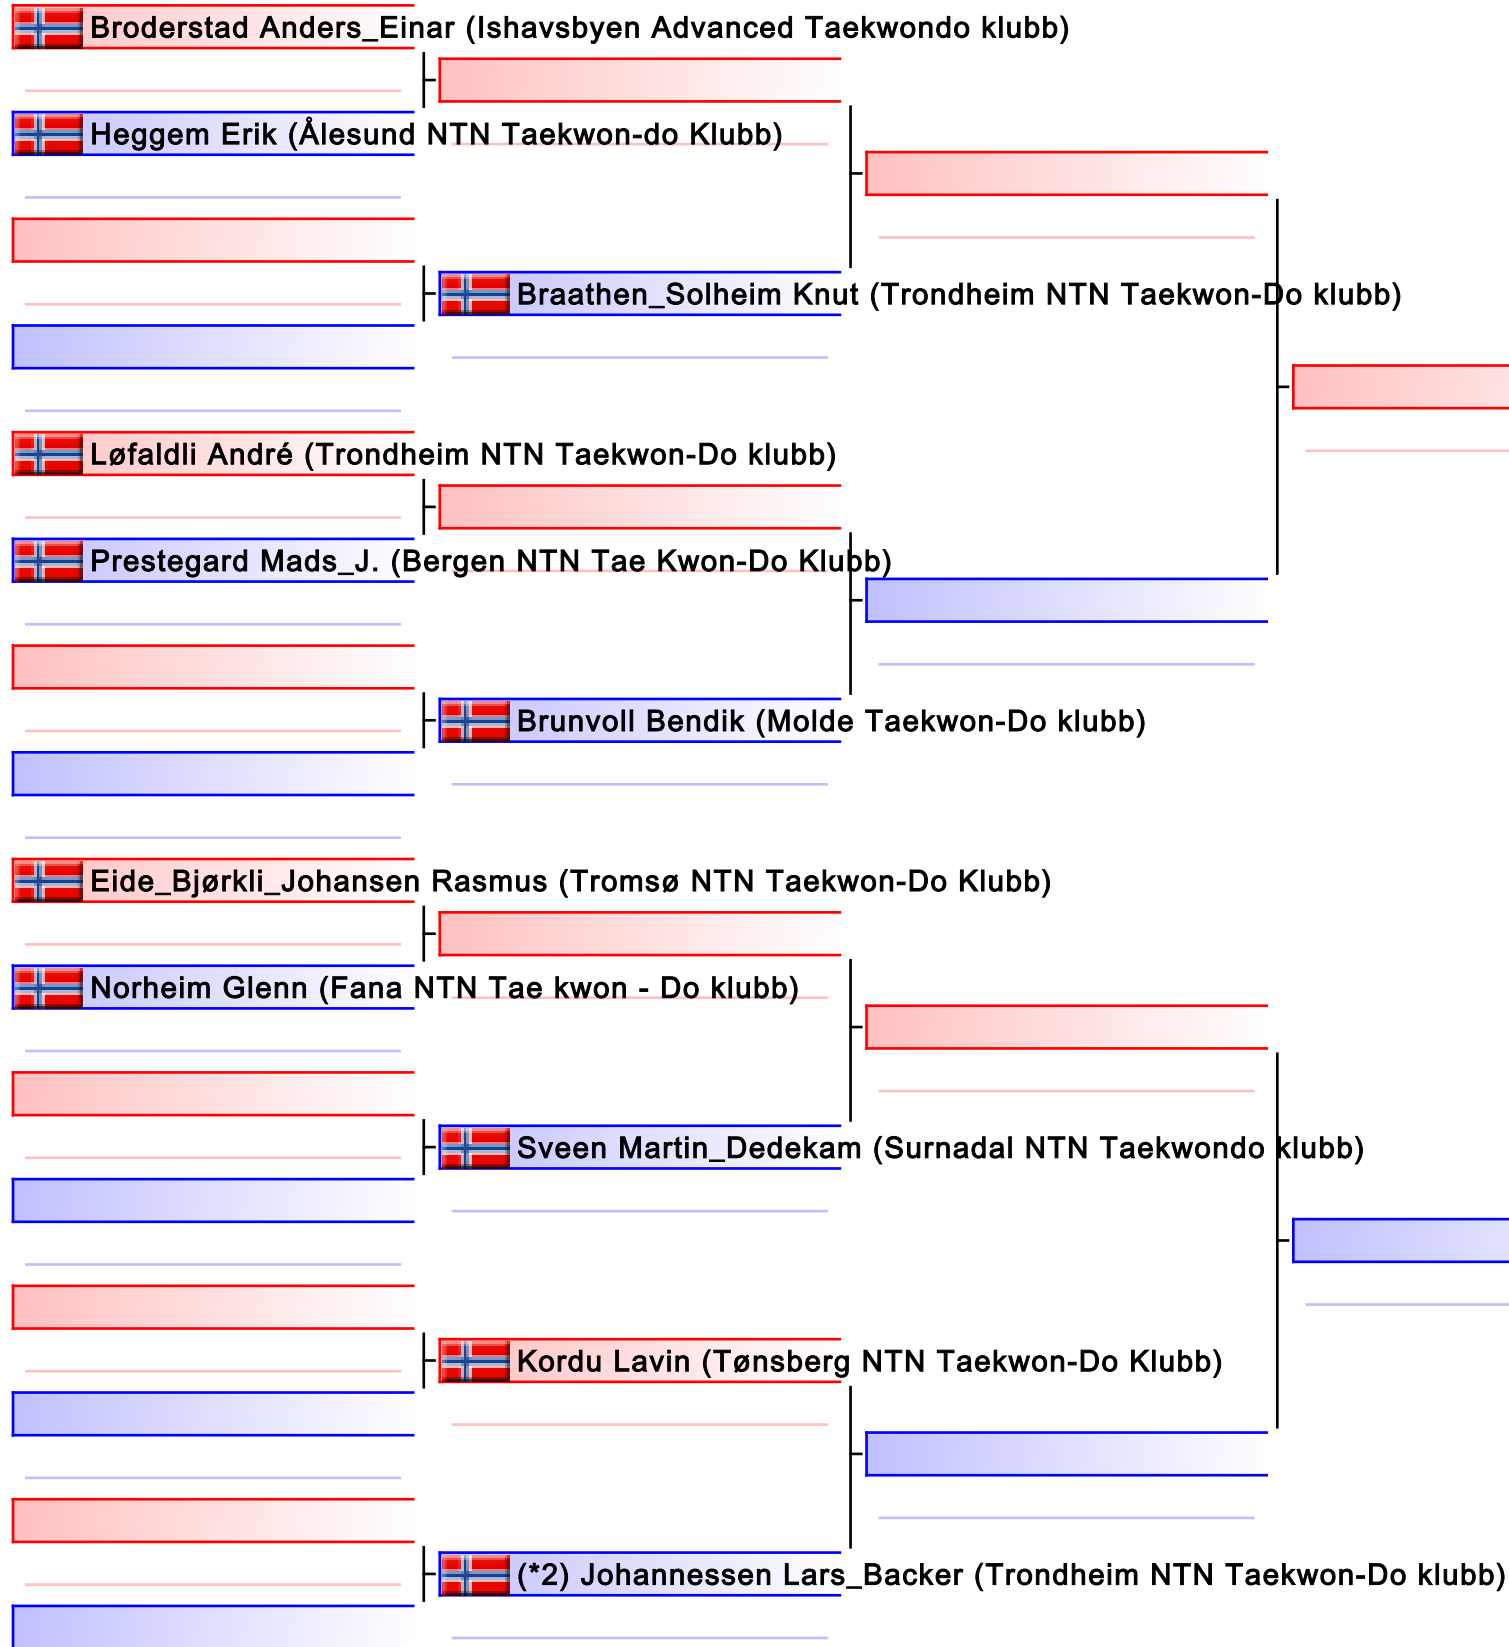 Broderstad Anders_Einar (Ishavsbyen Advanced Taekwondo klubb)
Heggem Erik (Ålesund NTN Taekwon-do Klubb)
Braathen_Solheim Knut (Trondheim NTN Taekwon-Do klubb)
Løfaldli André (Trondheim NTN Taekwon-Do klubb)
Prestegard Mads_J. (Bergen NTN Tae Kwon-Do Klubb)
Brunvoll Bendik (Molde Taekwon-Do klubb)
Eide_Bjørkli_Johansen Rasmus (Tromsø NTN Taekwon-Do Klubb)
Norheim Glenn (Fana NTN Tae kwon - Do klubb)
Sveen Martin_Dedekam (Surnadal NTN Taekwondo klubb)
Kordu Lavin (Tønsberg NTN Taekwon-Do Klubb)
(*2) Johannessen Lars_Backer (Trondheim NTN Taekwon-Do klubb)